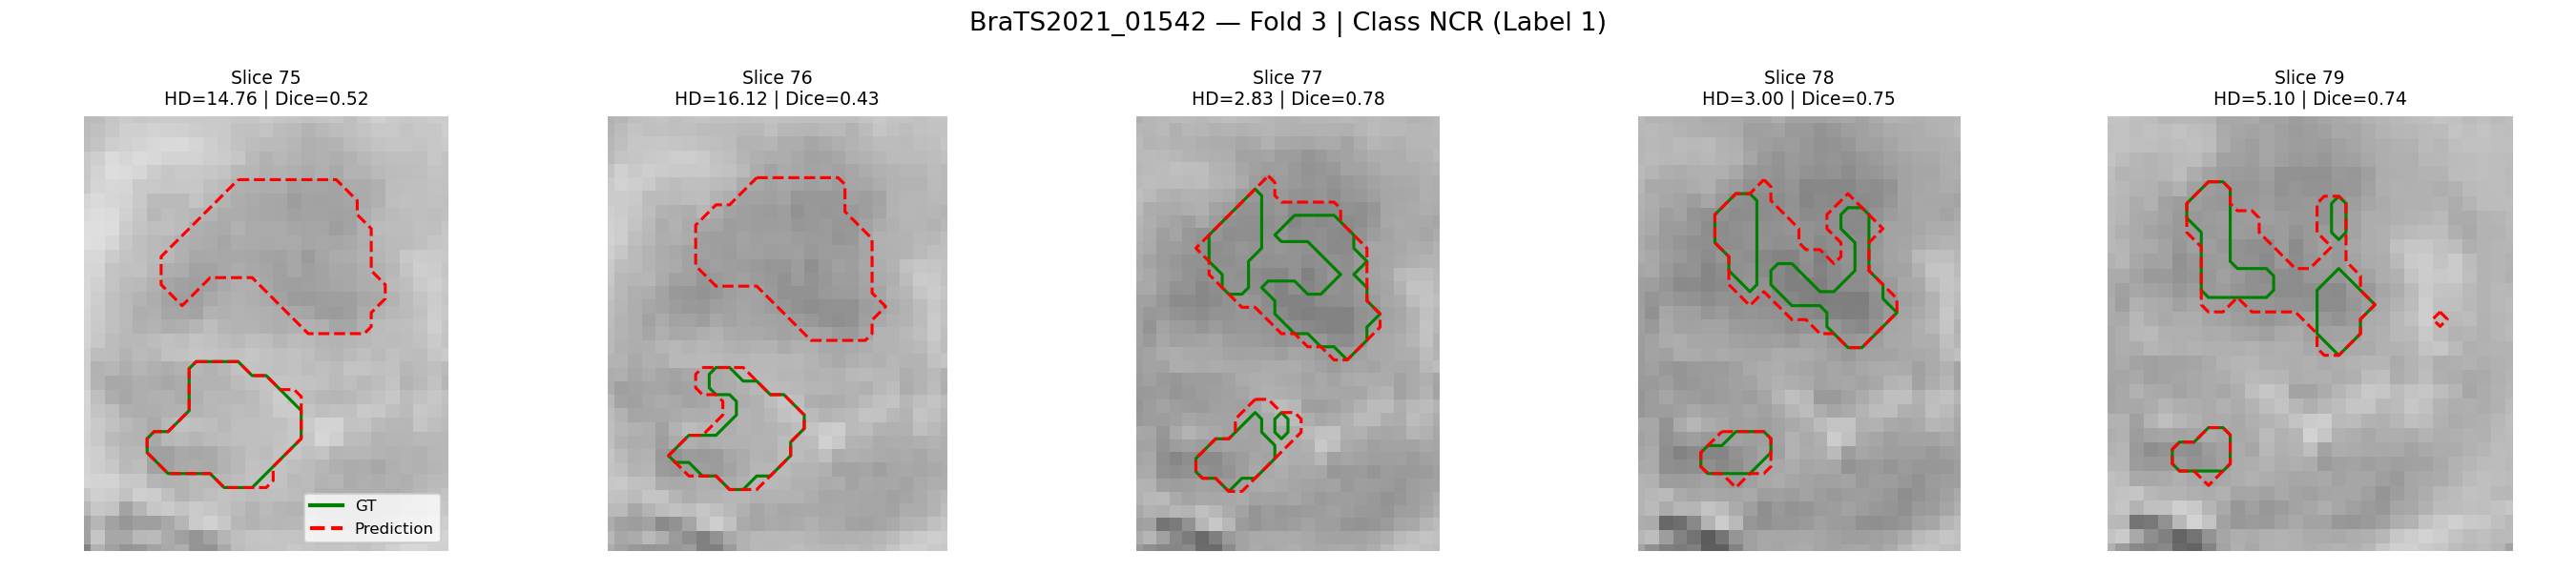 BraTS2021_01542 — Fold 3 | Class NCR (Label 1)
Slice 75
HD=14.76 | Dice=0.52
Slice 76
HD=16.12 | Dice=0.43
Slice 77
HD=2.83 | Dice=0.78
Slice 78
HD=3.00 | Dice=0.75
Slice 79
HD=5.10 | Dice=0.74
GT
Prediction